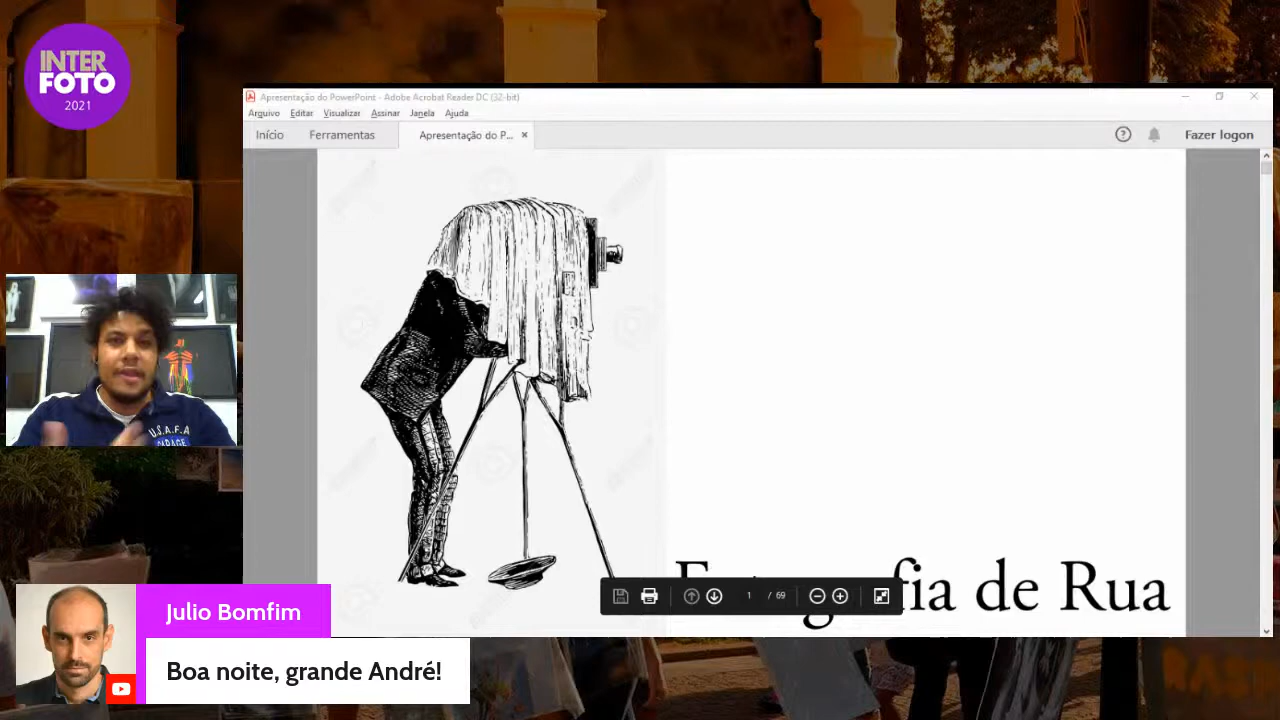 INTER
FOTO
2021
Apresentação do PowerPoint - Adobe Acrobat Reader DC (32-bit)
Arquivo Editar Visualizar Assinar Janela Ajuda
Início Ferramentas Apresentação do P... × Fazer logon
U.S.A.F.A
GARAGE
de Rua
1 / 69
Julio Bomfim
Boa noite, grande André!